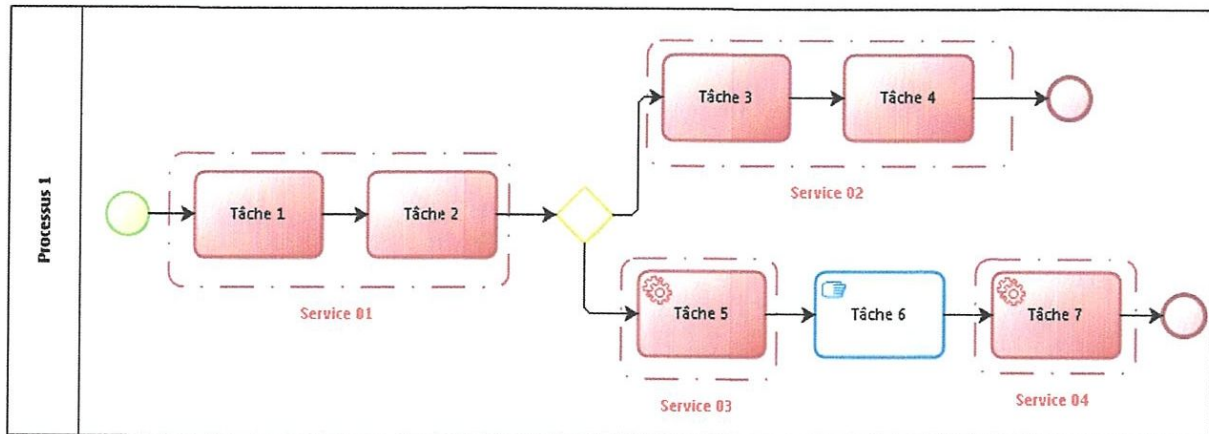 Processus 1
Tâche 1
Tâche 2
Service 01
Tâche 3
Tâche 4
Service 02
Tâche 5
Service 03
Tâche 6
Tâche 7
Service 04